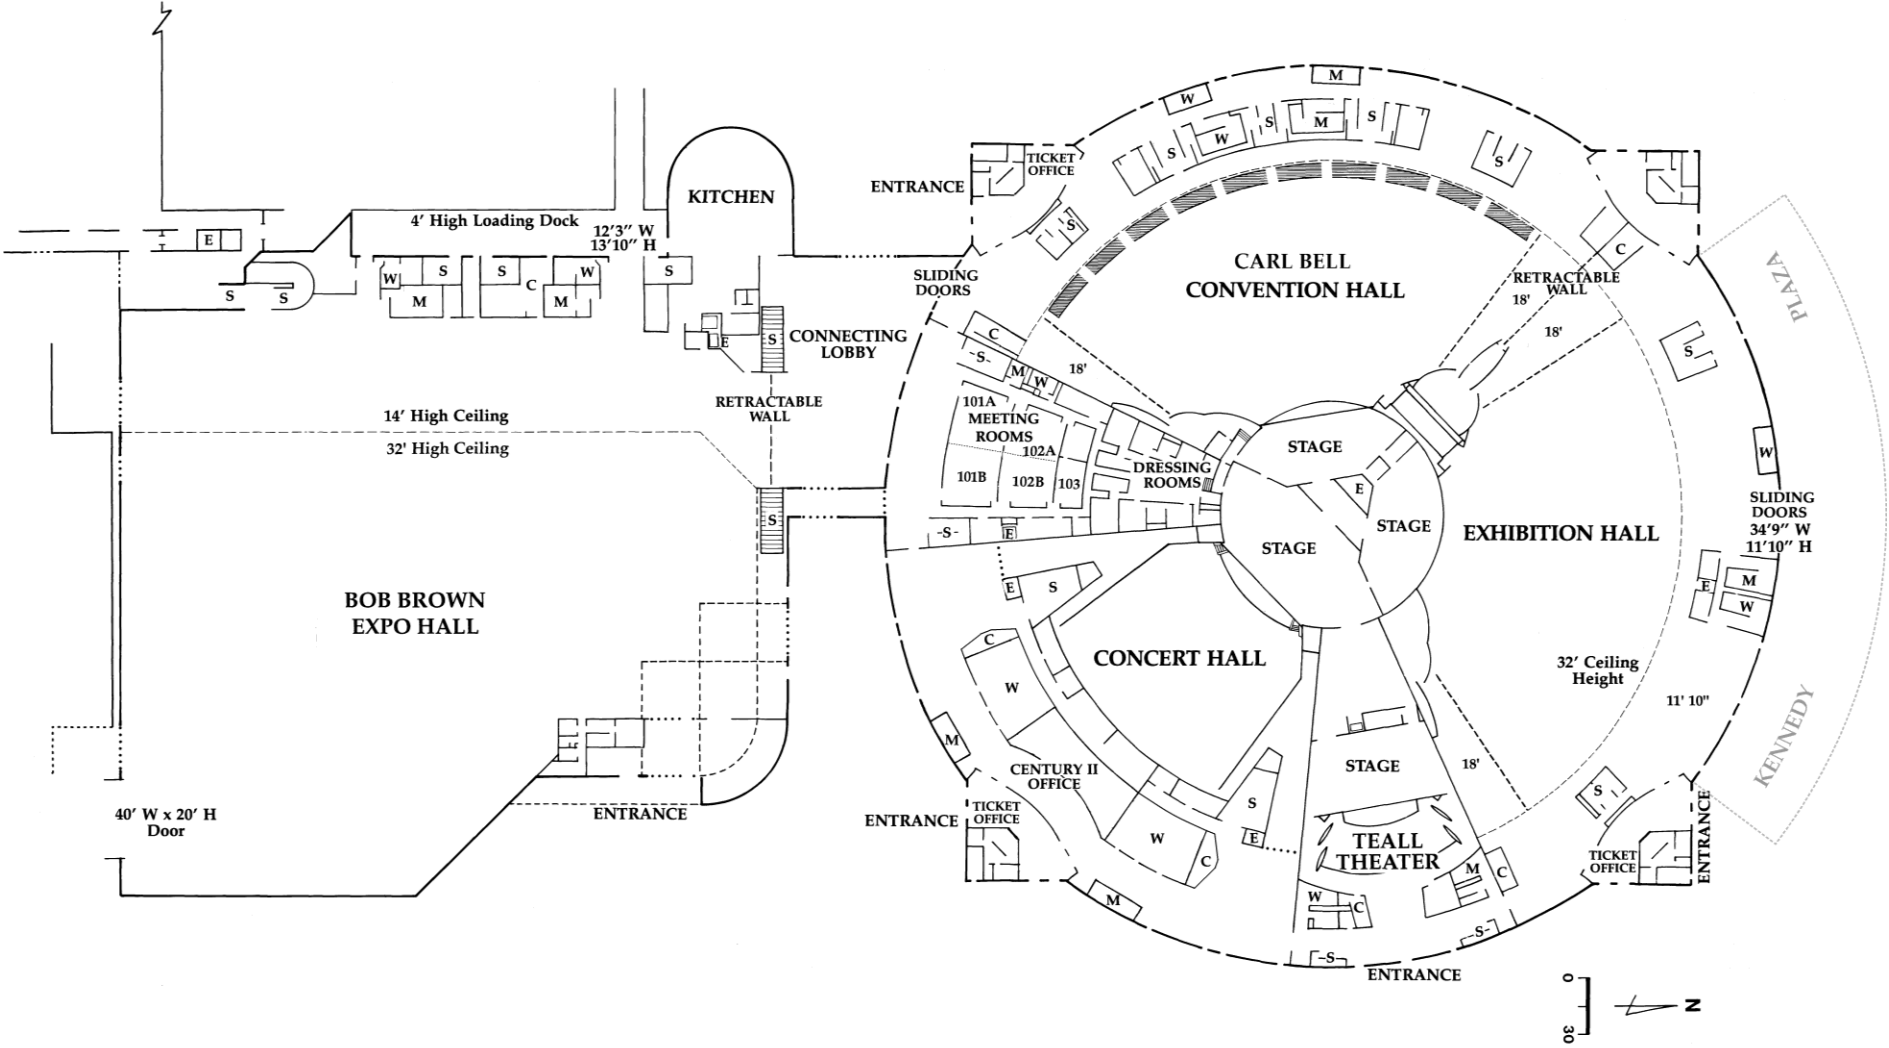 M
W
S
M
S
W
S
S
TICKET
OFFICE
ENTRANCE
KITCHEN
4′ High Loading Dock
12′3″ W
13′10″ H
E
S
C
CARL BELL
CONVENTION HALL
PLAZA
SLIDING
DOORS
RETRACTABLE
WALL
18'
18'
W
S
S
W
S
C
M
M
S
S
E
S
CONNECTING
LOBBY
C
-S-
M
W
18'
S
101A
MEETING
ROOMS
102A
101B
102B
103
DRESSING
ROOMS
RETRACTABLE
WALL
14′ High Ceiling
32′ High Ceiling
STAGE
E
STAGE
STAGE
W
SLIDING
DOORS
34′9″ W
11′10″ H
EXHIBITION HALL
S
-S-
E
E
S
E
M
W
BOB BROWN
EXPO HALL
C
W
CONCERT HALL
32′ Ceiling
Height
11' 10"
KENNEDY
M
CENTURY II
OFFICE
STAGE
18'
S
40′ W x 20′ H
Door
ENTRANCE
ENTRANCE
TICKET
OFFICE
S
E
W
C
TEALL
THEATER
M
C
TICKET
OFFICE
ENTRANCE
M
W
C
-S-
-S-
ENTRANCE
0
30
N